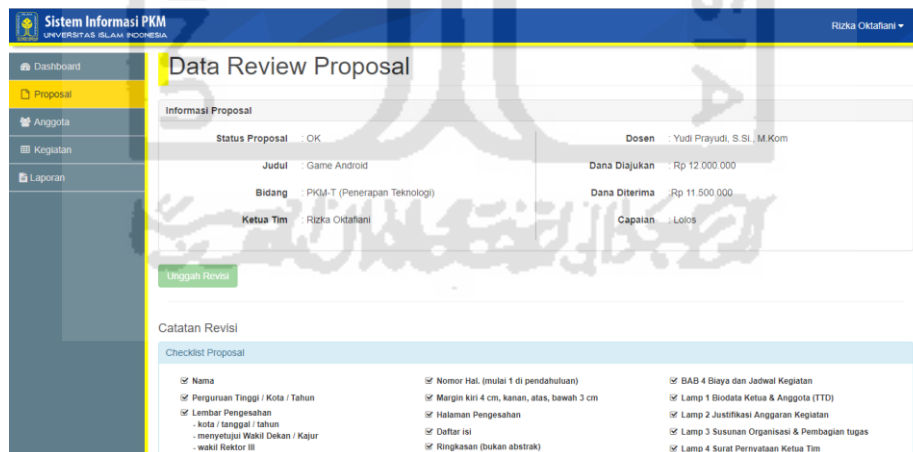 Sistem Informasi PKM
UNIVERSITAS ISLAM INDONESIA
Rizka Oktafiani
Dashboard
Proposal
Anggota
Kegiatan
Laporan
Data Review Proposal
Informasi Proposal
Status Proposal : OK
Judul : Game Android
Bidang : PKM-T (Penerapan Teknologi)
Ketua Tim : Rizka Oktafiani
Dosen : Yudi Prayudi, S.Si., M.Kom
Dana Diajukan : Rp 12.000.000
Dana Diterima :Rp 11.500.000
Capaian : Lolos
Unggah Revisi
Catatan Revisi
Checklist Proposal
Nama
Perguruan Tinggi / Kota / Tahun
Lembar Pengesahan
- kota / tanggal / tahun
- menyetujui Wakil Dekan / Kajur
- wakil Rektor III
Nomor Hal. (mulai 1 di pendahuluan)
Margin kiri 4 cm, kanan, atas, bawah 3 cm
Halaman Pengesahan
Daftar isi
Ringkasan (bukan abstrak)
BAB 4 Biaya dan Jadwal Kegiatan
Lamp 1 Biodata Ketua & Anggota (TTD)
Lamp 2 Justifikasi Anggaran Kegiatan
Lamp 3 Susunan Organisasi & Pembagian tugas
Lamp 4 Surat Pernyataan Ketua Tim